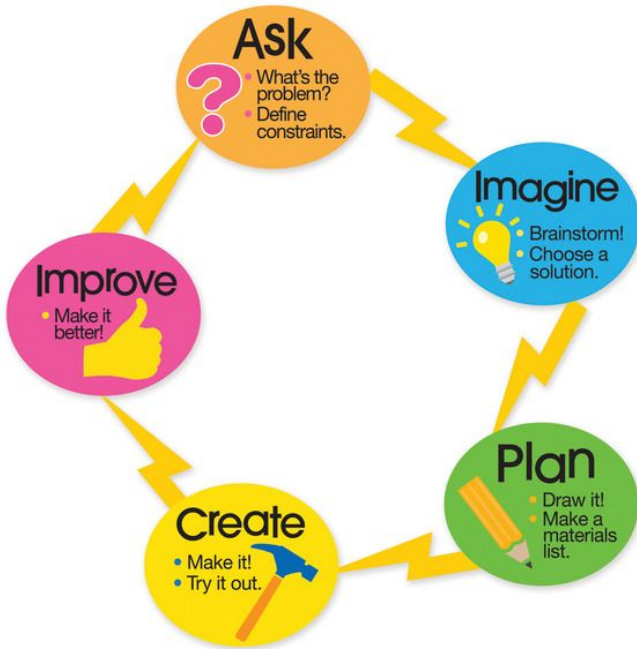 Ask
• What's the
problem?
• Define
constraints.
Imagine
• Brainstorm!
• Choose a
solution.
Plan
• Draw it!
• Make a
materials
list.
Create
• Make it!
• Try it out.
Improve
• Make it
better!